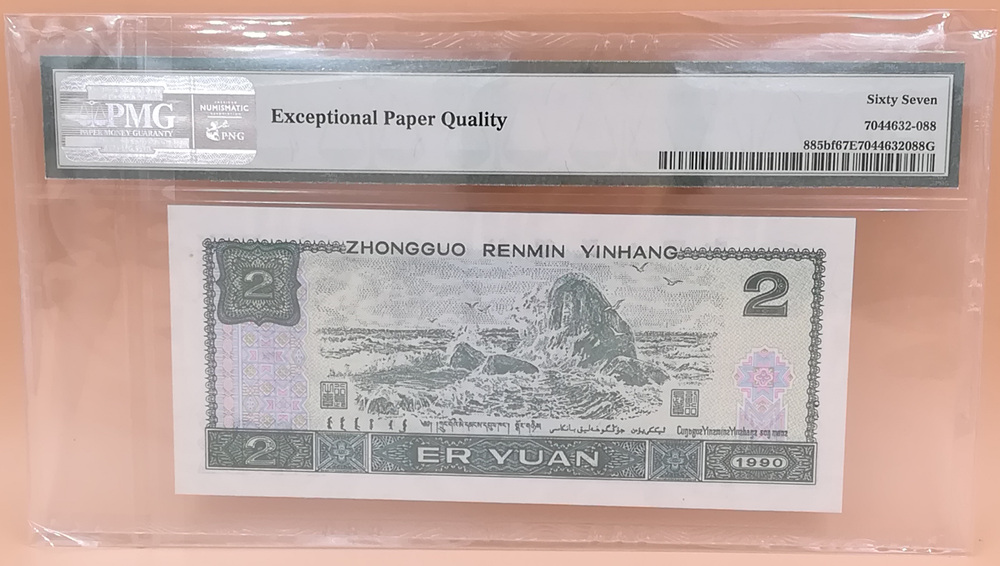 PMG
PAPER MONEY GUARANTY
NUMISMATIC
PNG
Exceptional Paper Quality
Sixty Seven
7044632-088
885bf67E7044632088G
ZHONGGUO RENMIN YINHANG
2
2
2
ER YUAN
1990